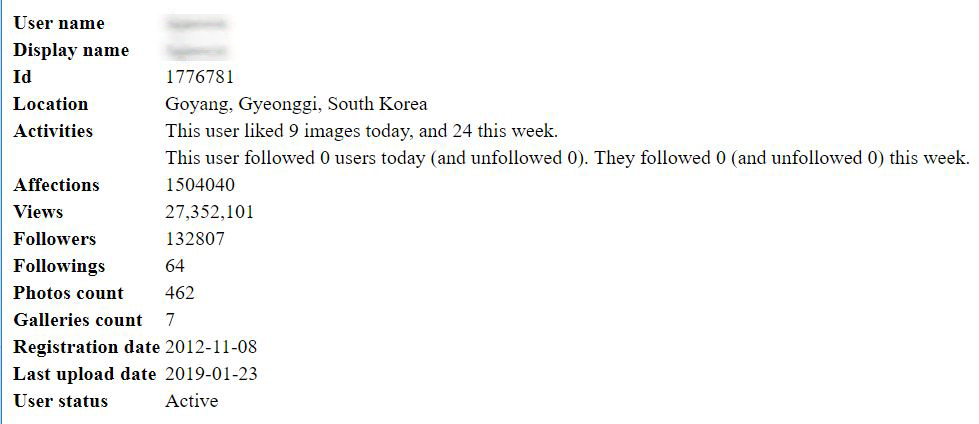 User name
Display name
Id 1776781
Location Goyang, Gyeonggi, South Korea
Activities This user liked 9 images today, and 24 this week.
This user followed 0 users today (and unfollowed 0). They followed 0 (and unfollowed 0) this week.
Affections 1504040
Views 27,352,101
Followers 132807
Followings 64
Photos count 462
Galleries count 7
Registration date 2012-11-08
Last upload date 2019-01-23
User status Active